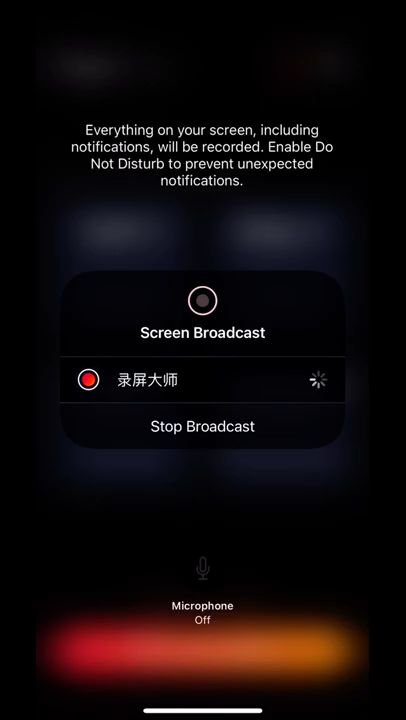 Everything on your screen, including
notifications, will be recorded. Enable Do
Not Disturb to prevent unexpected
notifications.
Screen Broadcast
录屏大师
Stop Broadcast
Microphone
Off